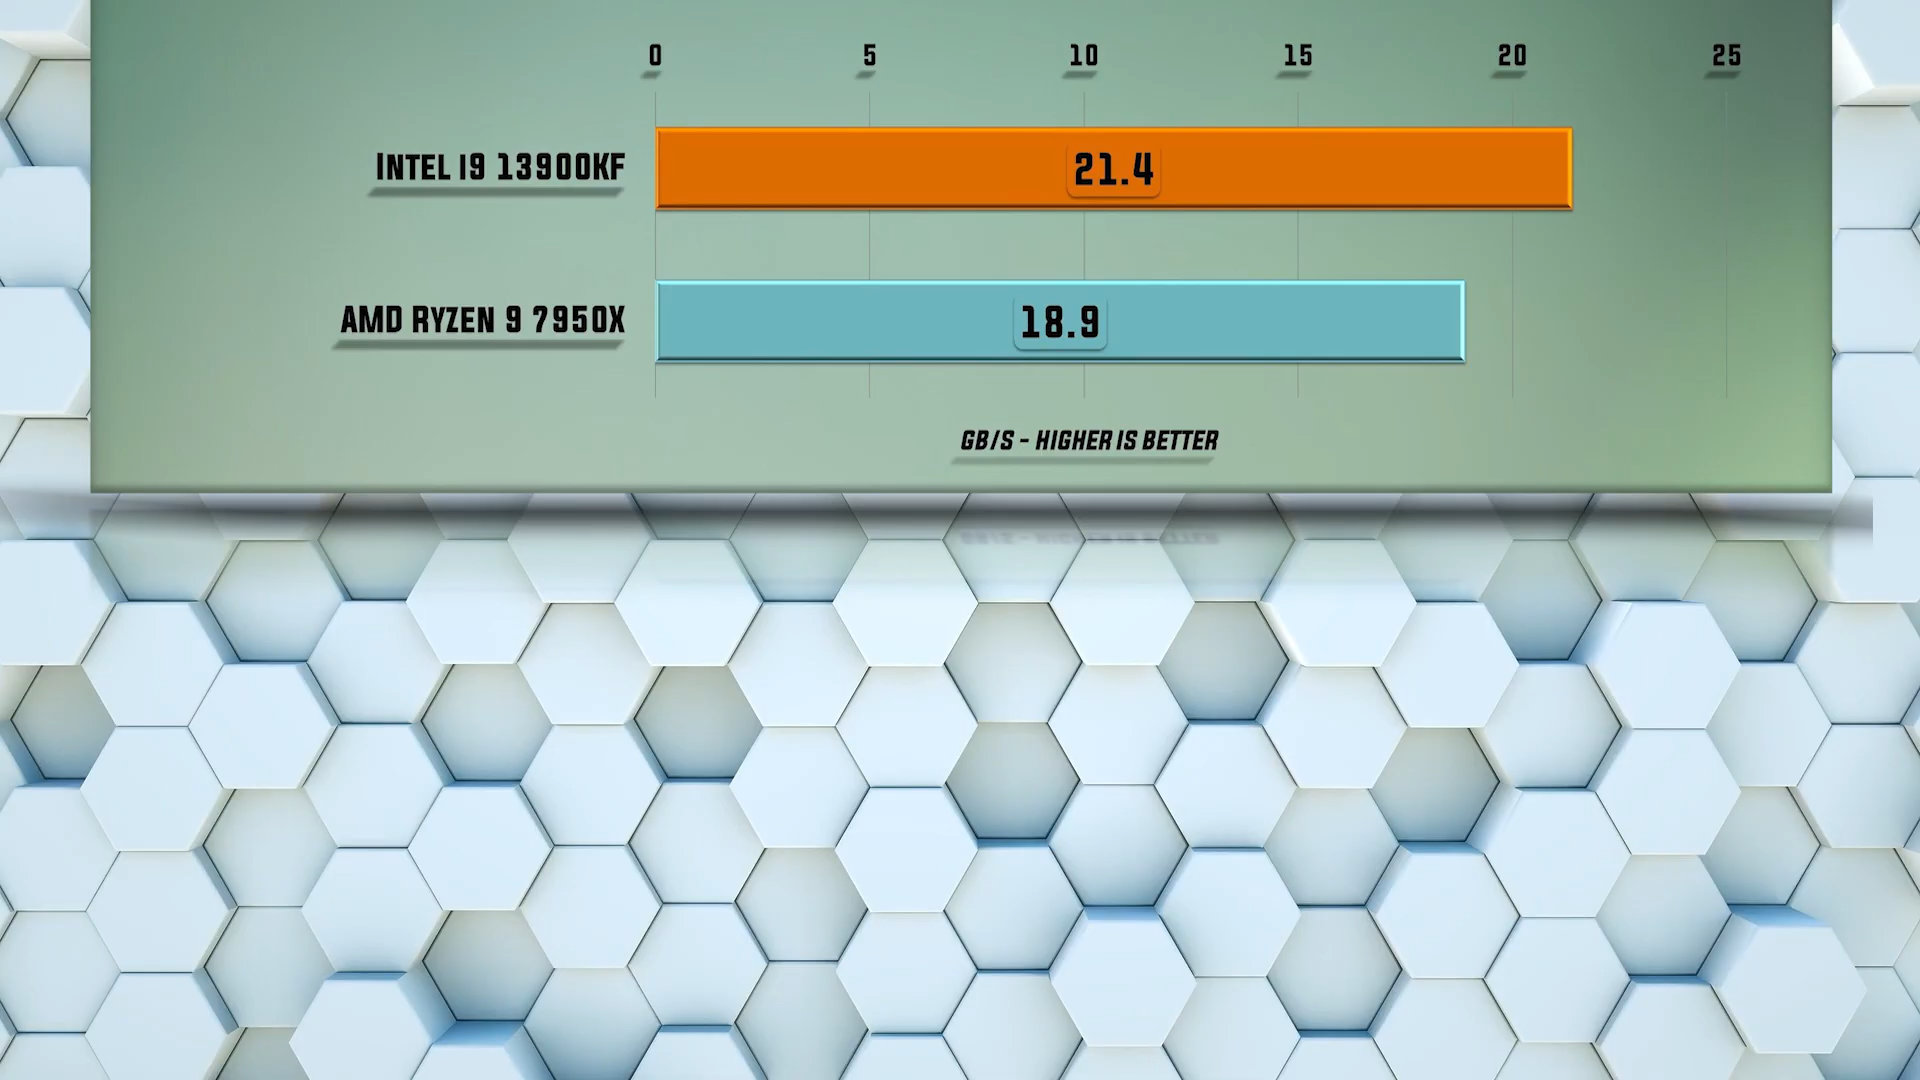 0 5 10 15 20 25
INTEL I9 13900KF 21.4
AMD RYZEN 9 7950X 18.9
GB/S - HIGHER IS BETTER